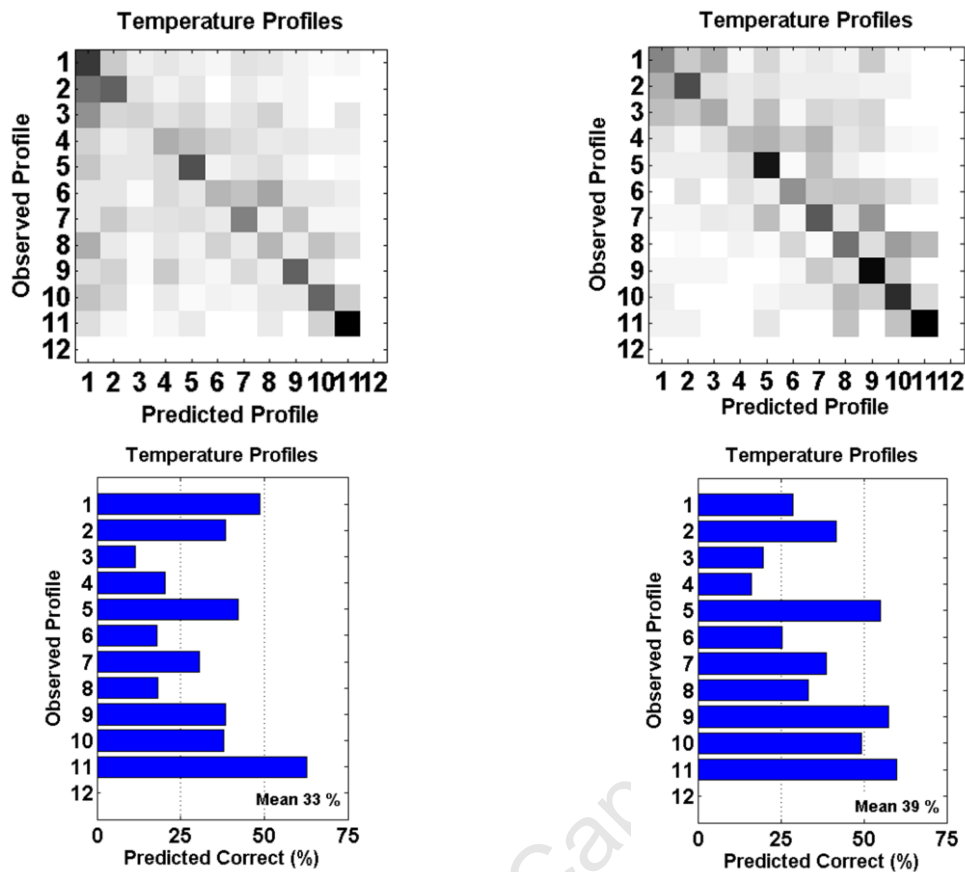 Temperature Profiles
Observed Profile
1
2
3
4
5
6
7
8
9
10
11
12
1 2 3 4 5 6 7 8 9 10 11 12
Predicted Profile
Temperature Profiles
Observed Profile
1
2
3
4
5
6
7
8
9
10
11
12
1 2 3 4 5 6 7 8 9 10 11 12
Predicted Profile
Temperature Profiles
Observed Profile
1
2
3
4
5
6
7
8
9
10
11
12
Mean 33 %
0 25 50 75
Predicted Correct (%)
Temperature Profiles
Observed Profile
1
2
3
4
5
6
7
8
9
10
11
12
Mean 39 %
0 25 50 75
Predicted Correct (%)